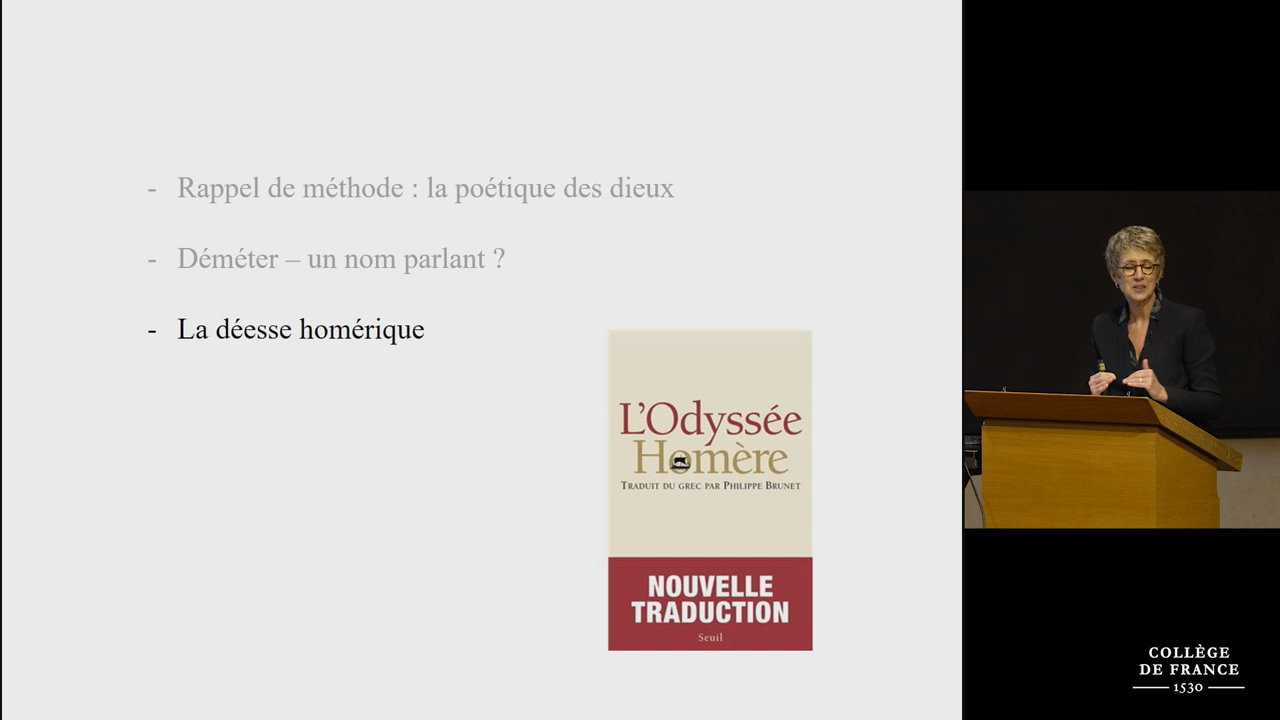 - Rappel de méthode : la poétique des dieux
- Déméter – un nom parlant ?
- La déesse homérique
L'Odyssée
Homère
Traduit du grec par Philippe Brunet
NOUVELLE
TRADUCTION
Seuil
COLLÈGE
DE FRANCE
1530